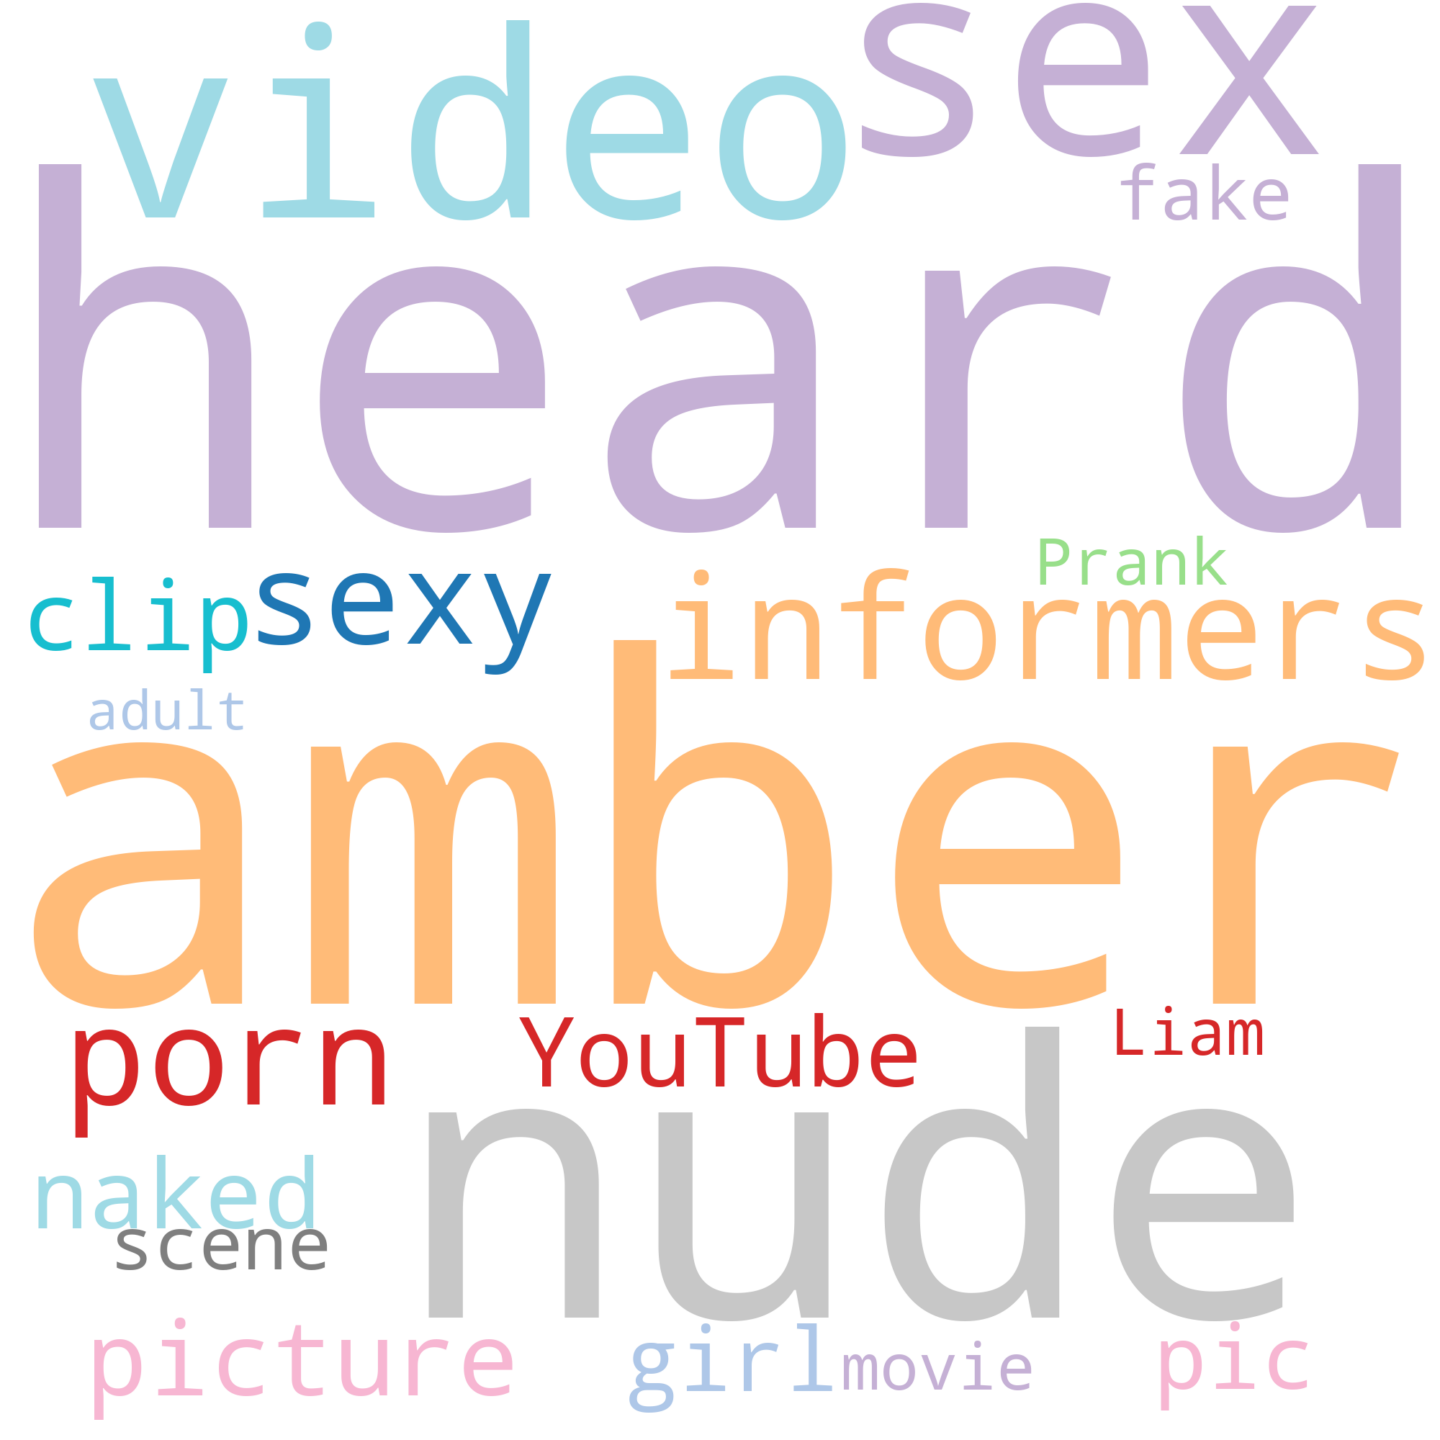 video sex
fake
heard
Prank
clip sexy informers
adult
amber
porn YouTube Liam
nude
naked
scene
picture girl movie pic